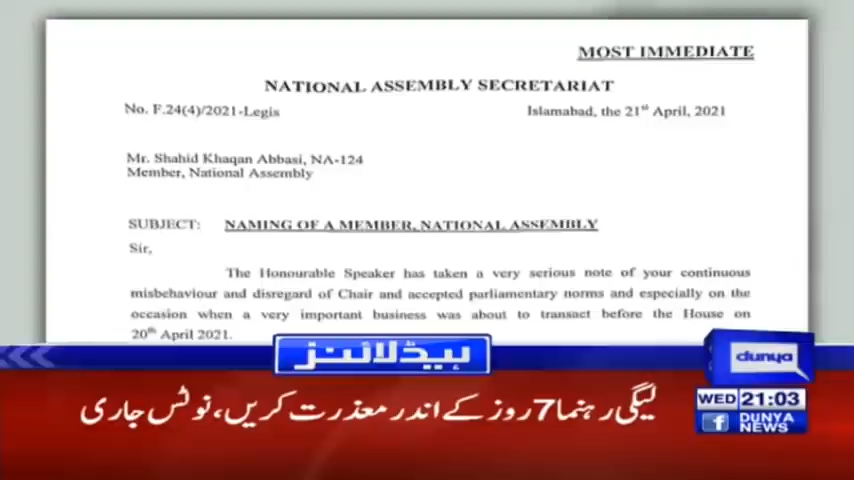 MOST IMMEDIATE
NATIONAL ASSEMBLY SECRETARIAT
No. F.24(4)/2021-Legis
Islamabad, the 21st April, 2021
Mr. Shahid Khaqan Abbasi, NA-124
Member, National Assembly
SUBJECT: NAMING OF A MEMBER, NATIONAL ASSEMBLY
Sir,
The Honourable Speaker has taken a very serious note of your continuous
misbehaviour and disregard of Chair and accepted parliamentary norms and especially on the
occasion when a very important business was about to transact before the House on
20th April 2021.
ہیڈلائنز
dunya
لیگی رہنما 7 روز کے اندر معذرت کریں، نوٹس جاری
WED 21:03
f DUNYA
NEWS